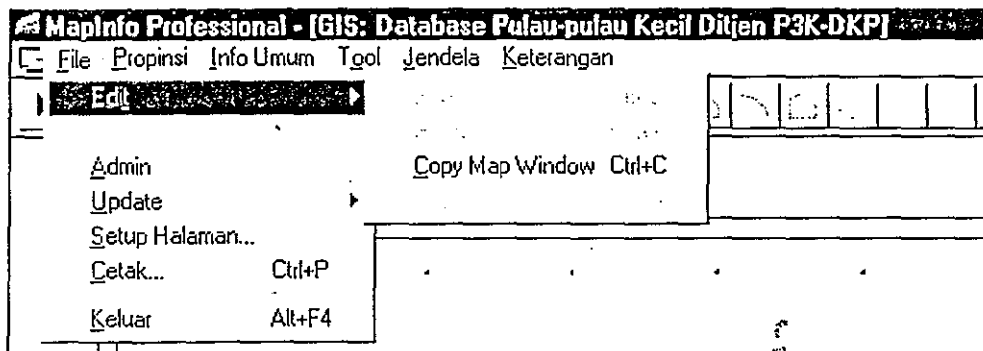 MapInfo Professional - [GIS: Database Pulau-pulau Kecil Ditjen P3K-DKP]
File Propinsi Info Umum Tool Jendela Keterangan
Edit
Copy Map Window Ctrl+C
Admin
Update
Setup Halaman...
Cetak... Ctrl+P
Keluar Alt+F4